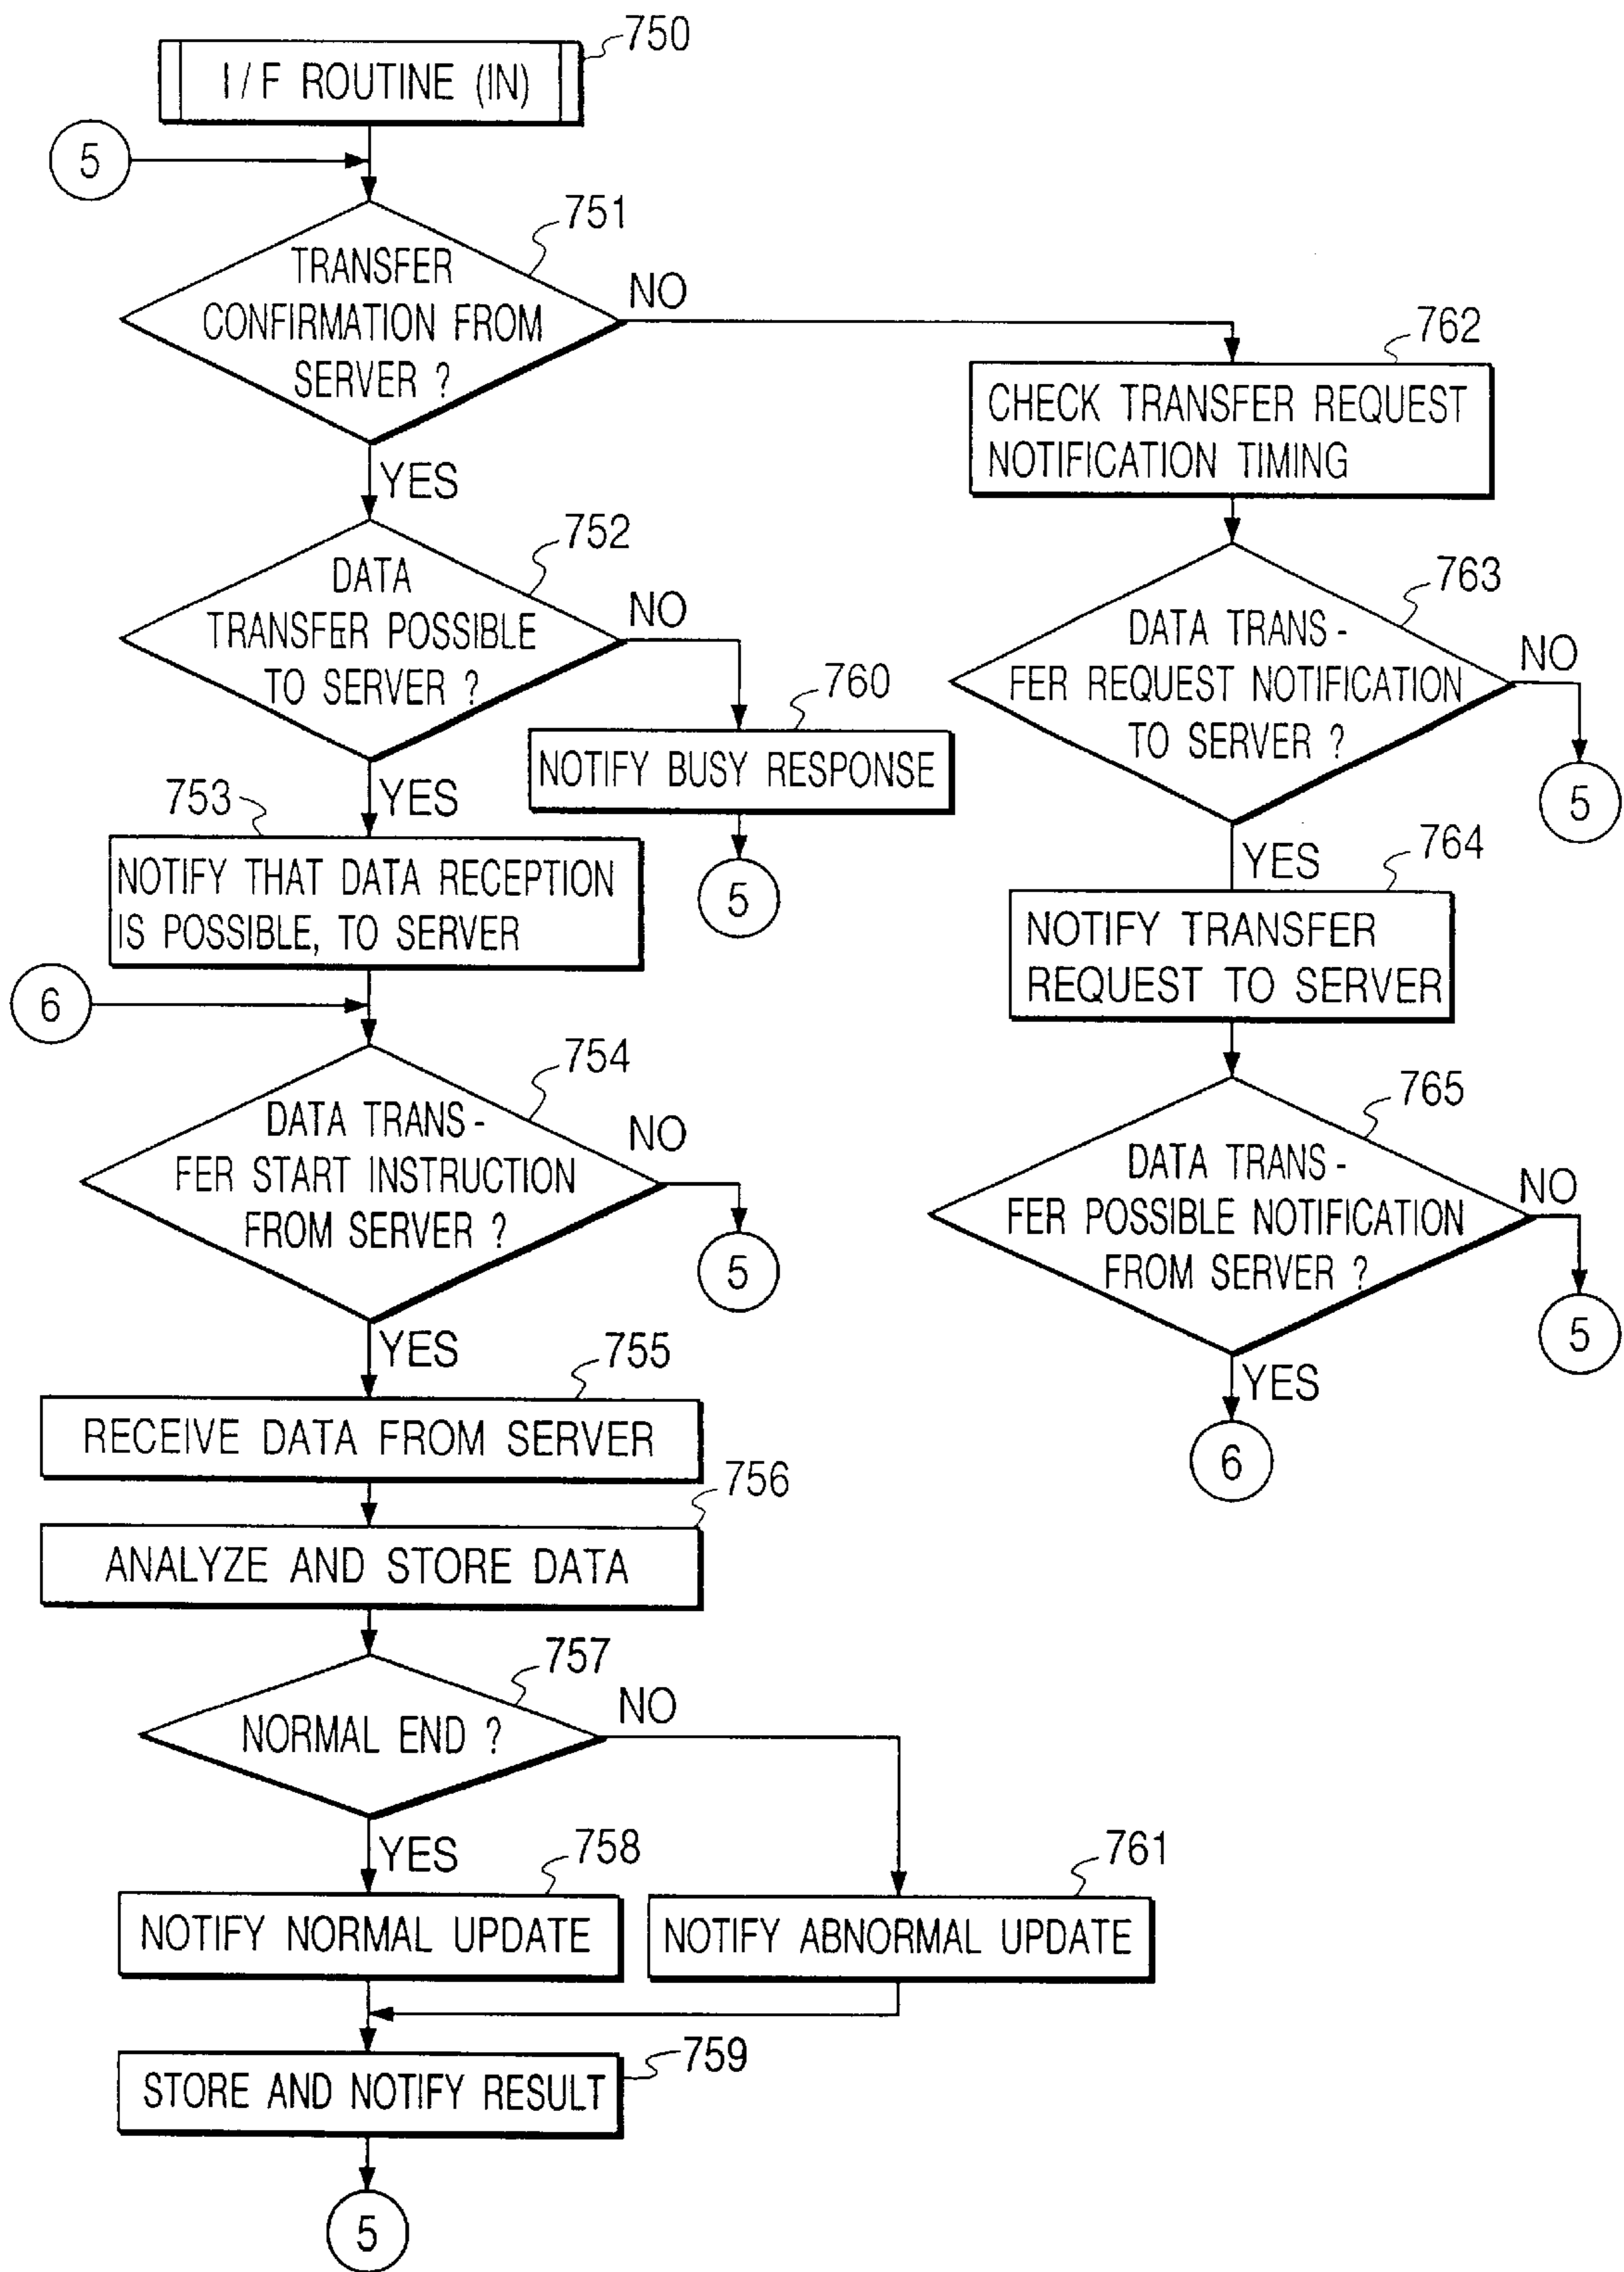 750
I/F ROUTINE (IN)
5
751
TRANSFER
CONFIRMATION FROM
SERVER ?
NO
YES
762
CHECK TRANSFER REQUEST
NOTIFICATION TIMING
752
DATA
TRANSFER POSSIBLE
TO SERVER ?
NO
YES
763
DATA TRANS -
FER REQUEST NOTIFICATION
TO SERVER ?
NO
5
YES
760
NOTIFY BUSY RESPONSE
5
753
NOTIFY THAT DATA RECEPTION
IS POSSIBLE, TO SERVER
764
NOTIFY TRANSFER
REQUEST TO SERVER
6
754
DATA TRANS -
FER START INSTRUCTION
FROM SERVER ?
NO
5
YES
765
DATA TRANS -
FER POSSIBLE NOTIFICATION
FROM SERVER ?
NO
5
YES
6
755
RECEIVE DATA FROM SERVER
756
ANALYZE AND STORE DATA
757
NORMAL END ?
NO
YES
758
NOTIFY NORMAL UPDATE
761
NOTIFY ABNORMAL UPDATE
759
STORE AND NOTIFY RESULT
5